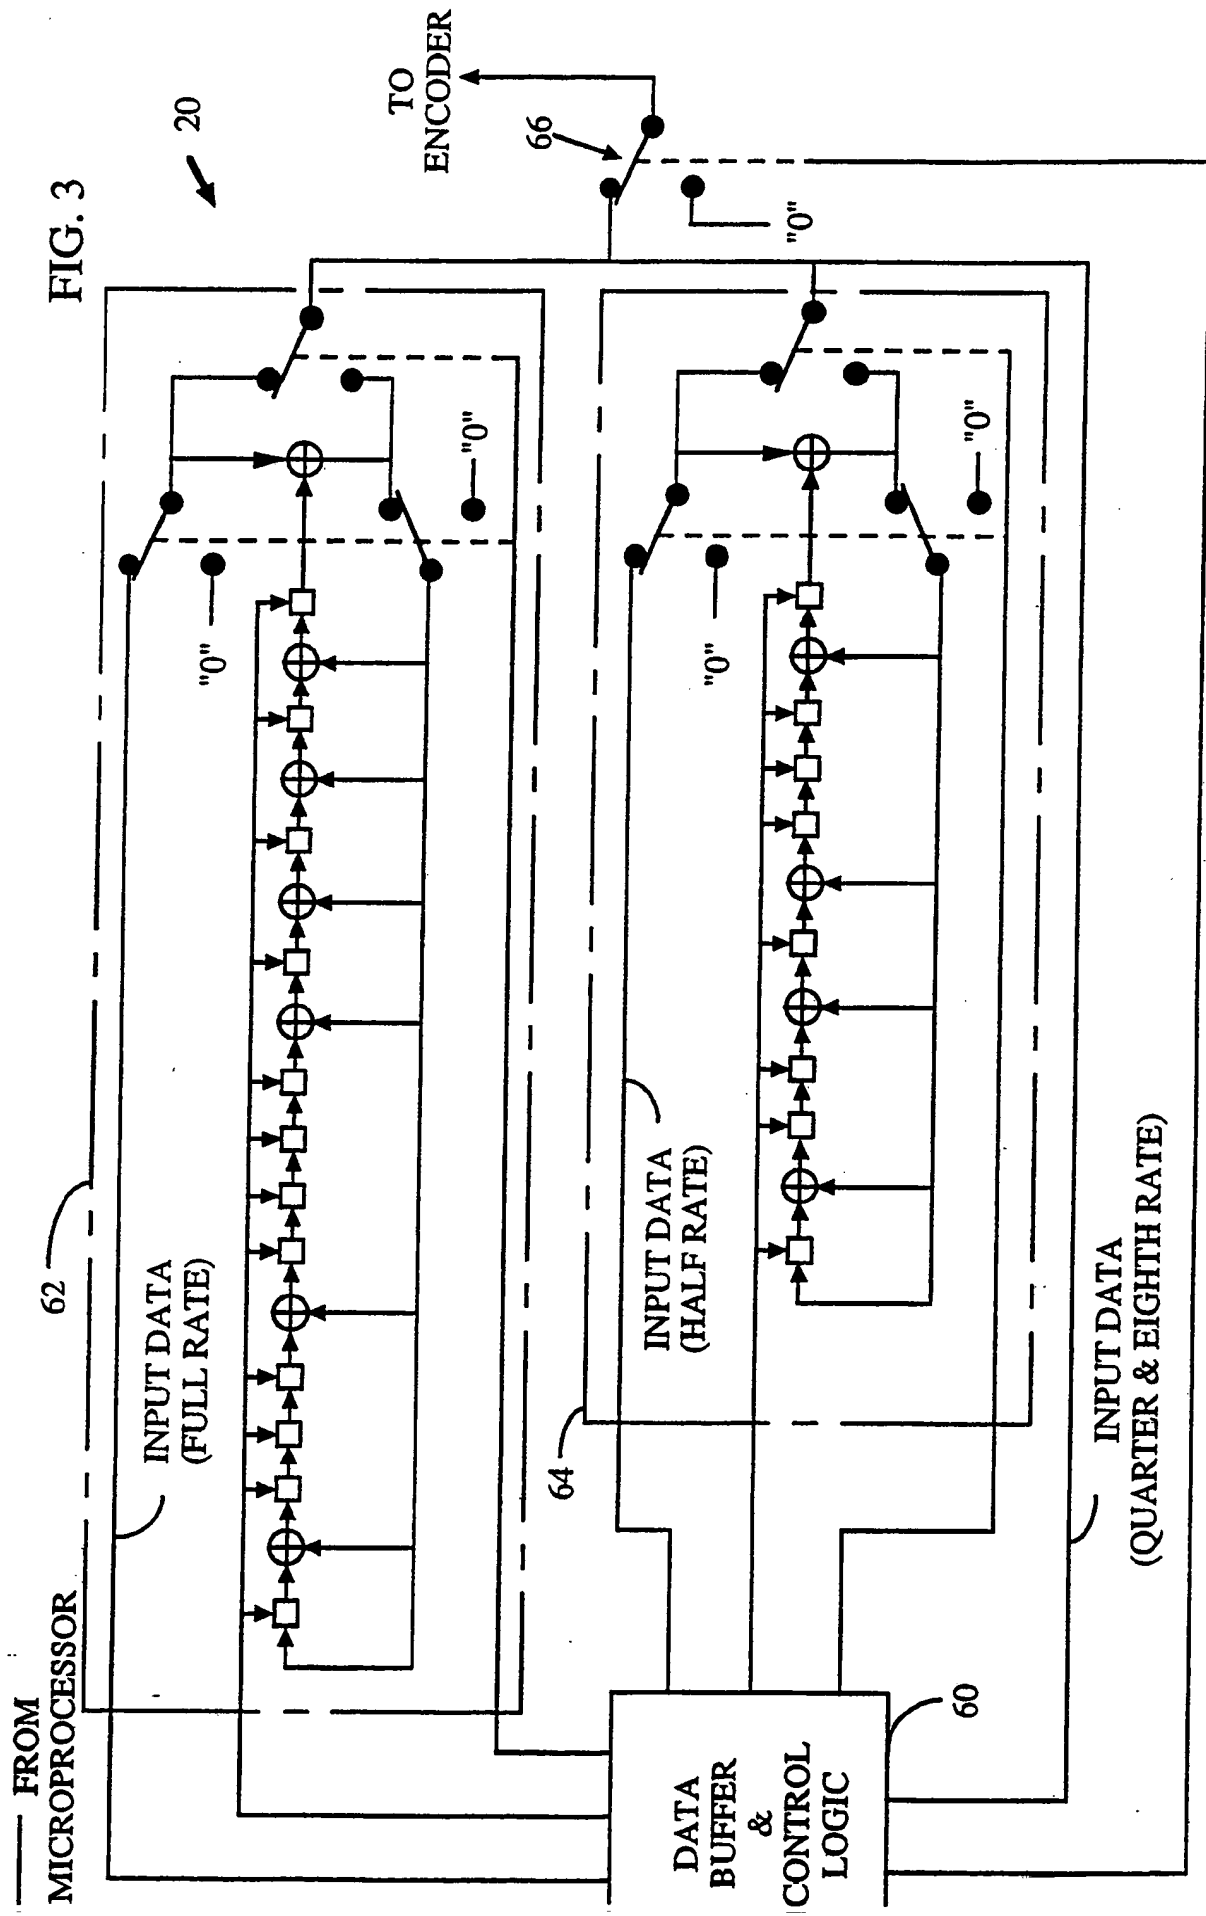 FIG. 3
20
TO
ENCODER
66
"0"
62
"0"
"0"
INPUT DATA
(FULL RATE)
64
"0"
"0"
INPUT DATA
(HALF RATE)
FROM
MICROPROCESSOR
DATA
BUFFER
&
CONTROL
LOGIC
60
INPUT DATA
(QUARTER & EIGHTH RATE)